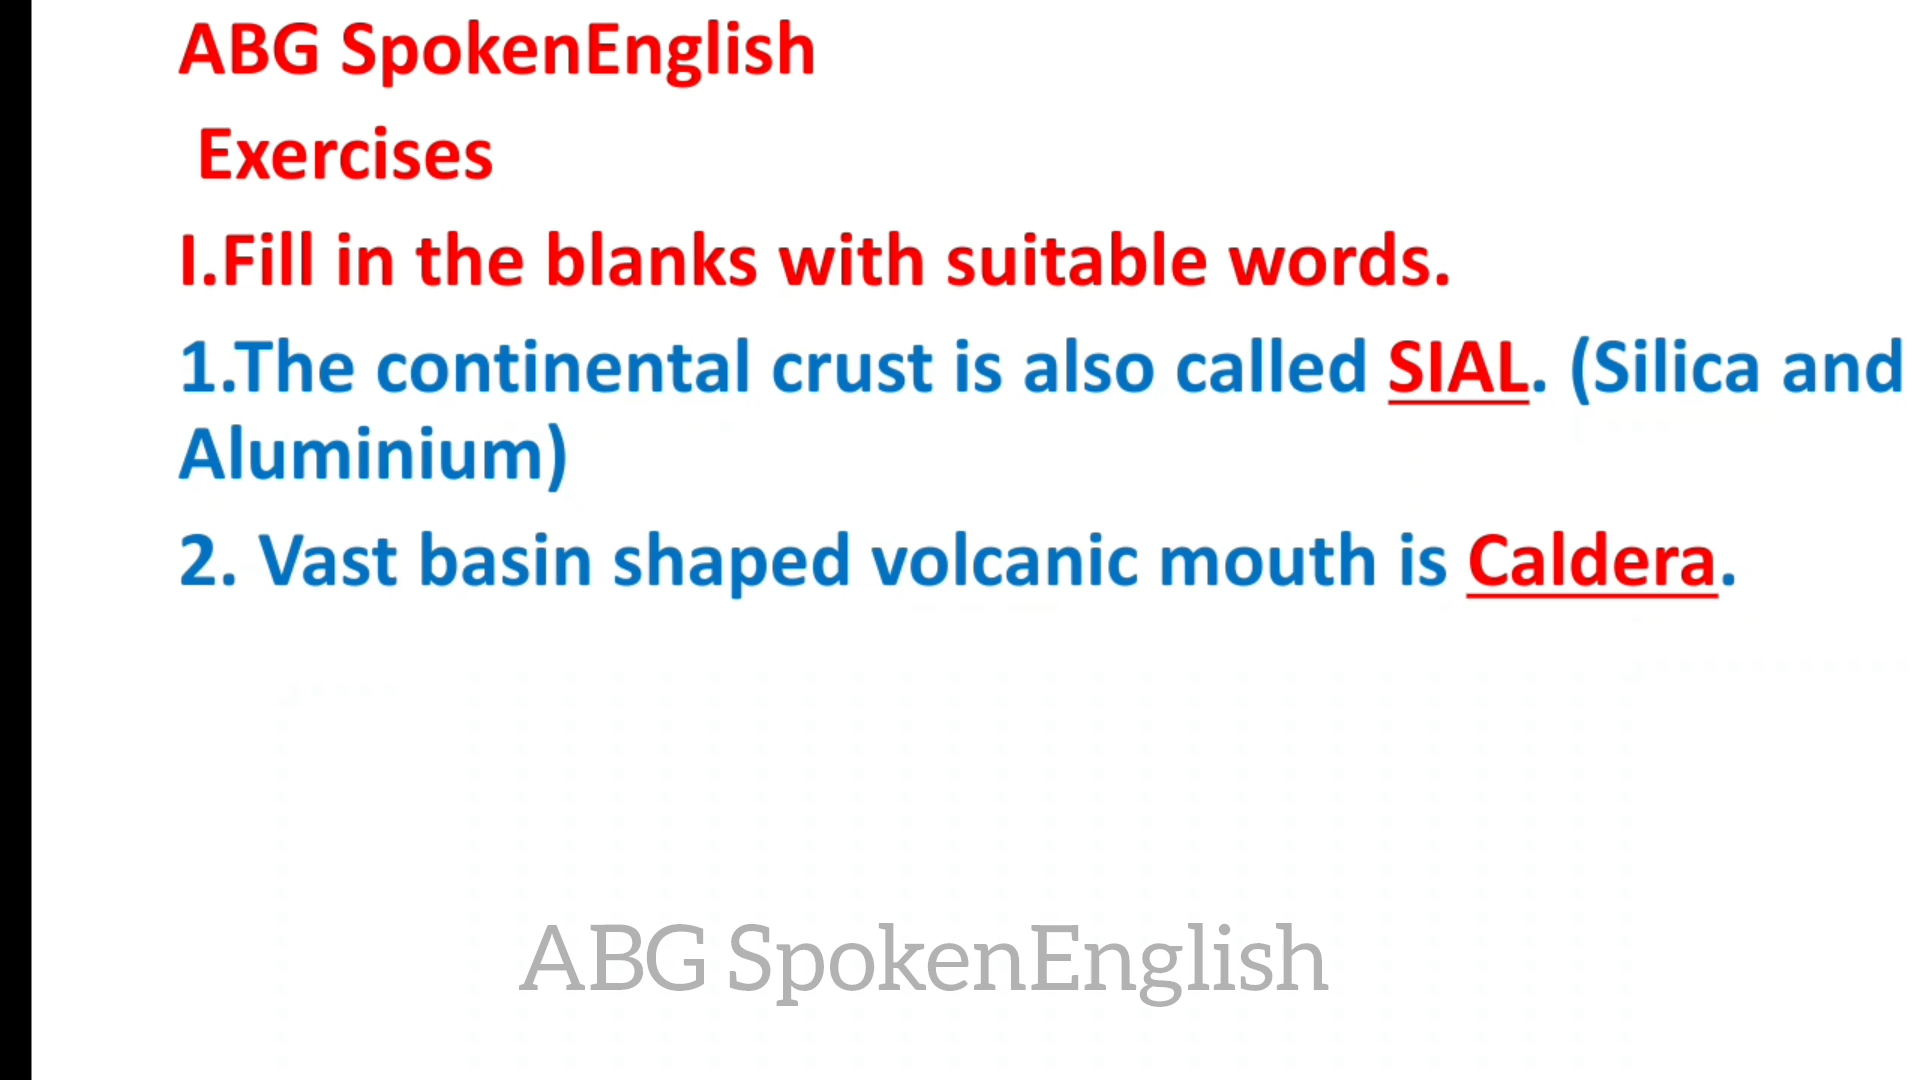 ABG SpokenEnglish
Exercises
I.Fill in the blanks with suitable words.
1.The continental crust is also called SIAL. (Silica and
Aluminium)
2. Vast basin shaped volcanic mouth is Caldera.
ABG SpokenEnglish